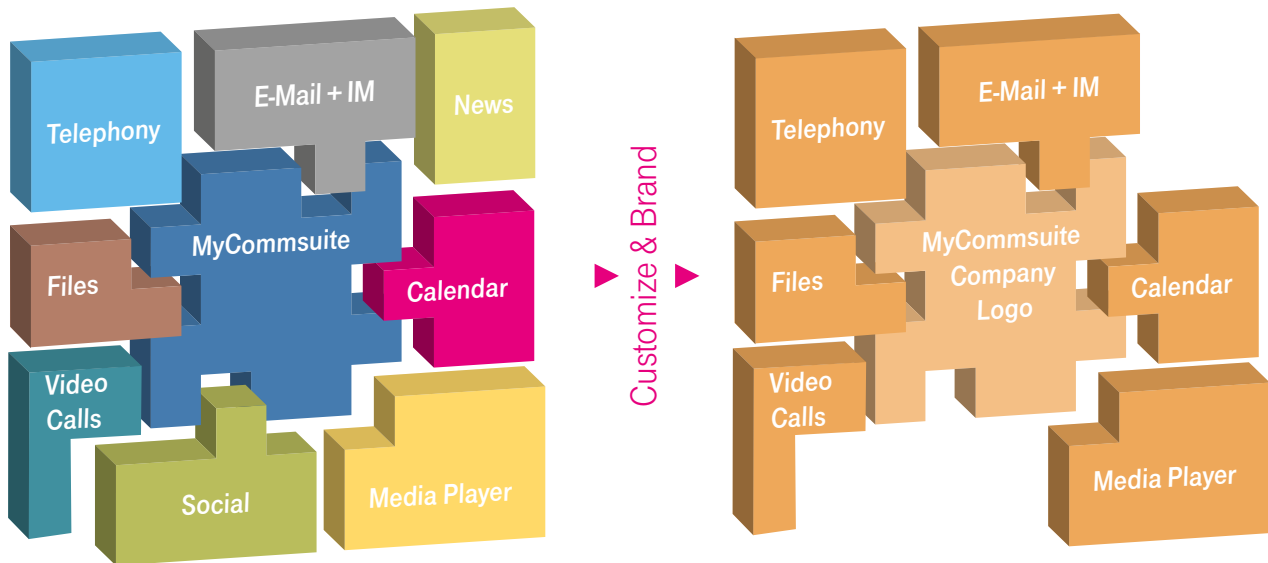 Telephony
E-Mail + IM
News
MyCommsuite
Files
Calendar
Video
Calls
Social
Media Player
Customize & Brand
Telephony
E-Mail + IM
MyCommsuite
Company
Logo
Files
Calendar
Video
Calls
Media Player